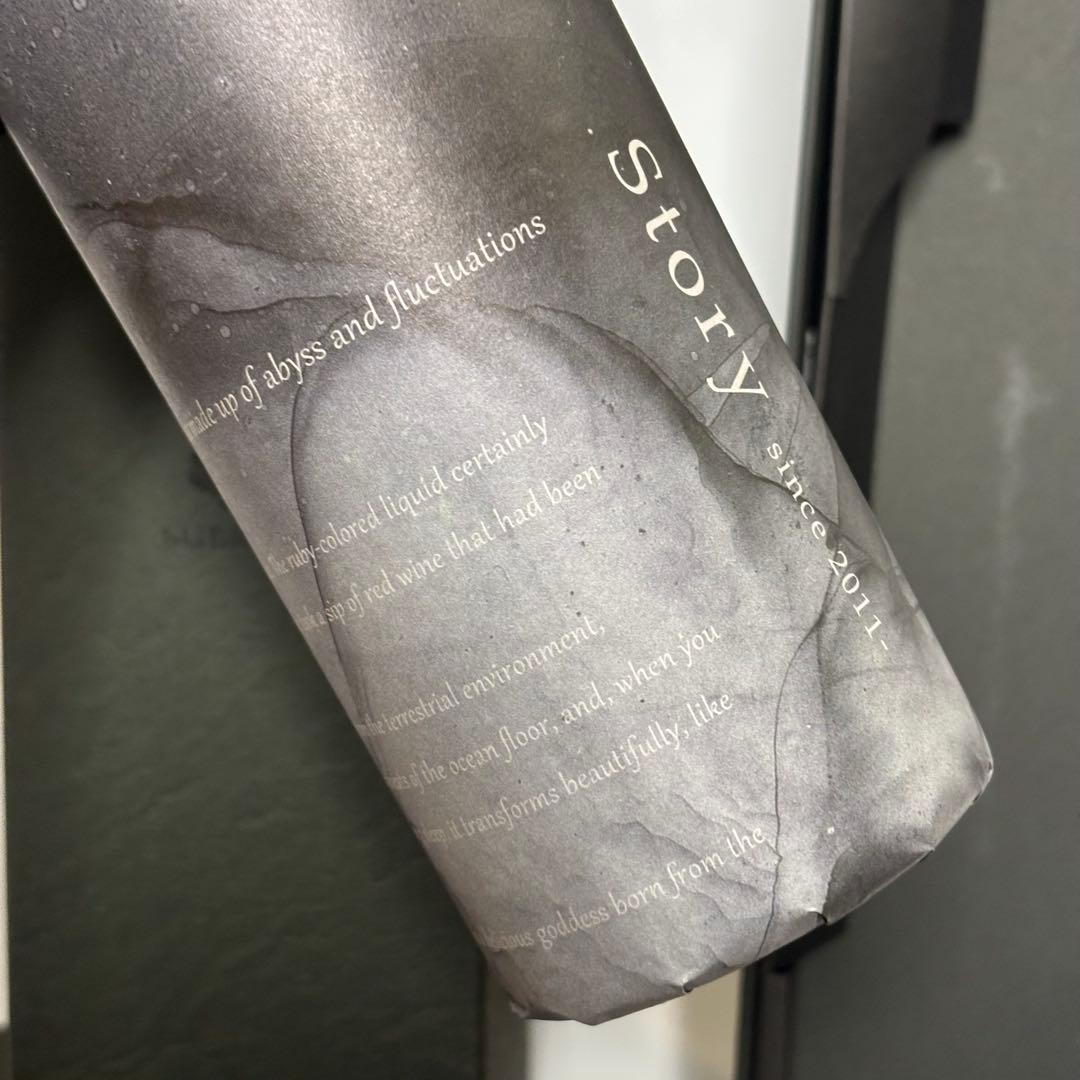 Story
since 2011-
made up of abyss and fluctuations
The ruby-colored liquid certainly
a sip of red wine that had been
the terrestrial environment,
of the ocean floor, and, when you
it transforms beautifully, like
goddess born from the